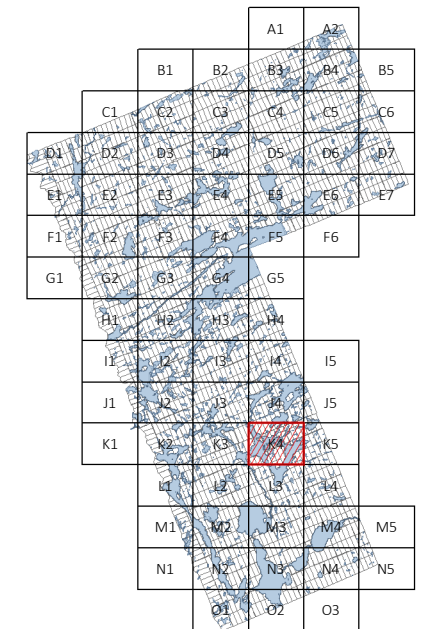 A1 A2
B1 B2 B3 B4 B5
C1 C2 C3 C4 C5 C6
D1 D2 D3 D4 D5 D6 D7
E1 E2 E3 E4 E5 E6 E7
F1 F2 F3 F4 F5 F6
G1 G2 G3 G4 G5
H1 H2 H3 H4
I1 I2 I3 I4 I5
J1 J2 J3 J4 J5
K1 K2 K3 K4 K5
L1 L2 L3 L4
M1 M2 M3 M4 M5
N1 N2 N3 N4 N5
O1 O2 O3